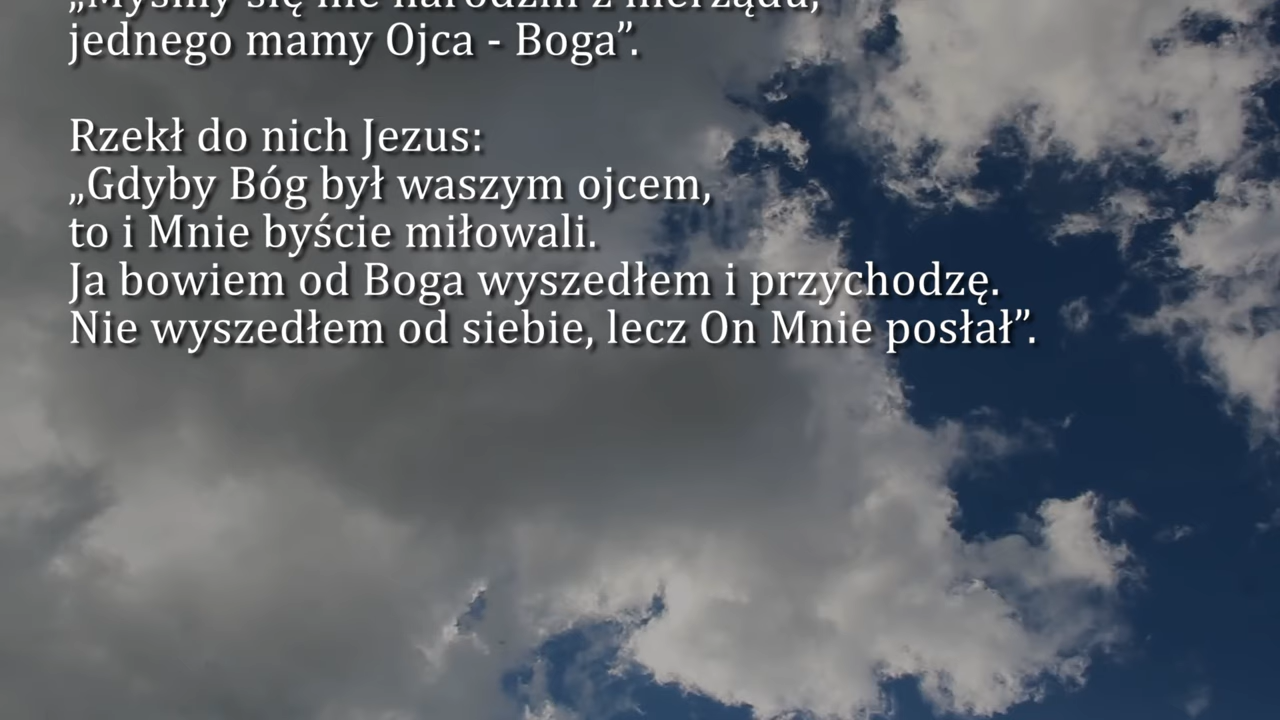 „Myśmy się nie narodzili z nierządu,
jednego mamy Ojca - Boga”.
Rzekł do nich Jezus:
„Gdyby Bóg był waszym ojcem,
to i Mnie byście miłowali.
Ja bowiem od Boga wyszedłem i przychodzę.
Nie wyszedłem od siebie, lecz On Mnie posłał”.